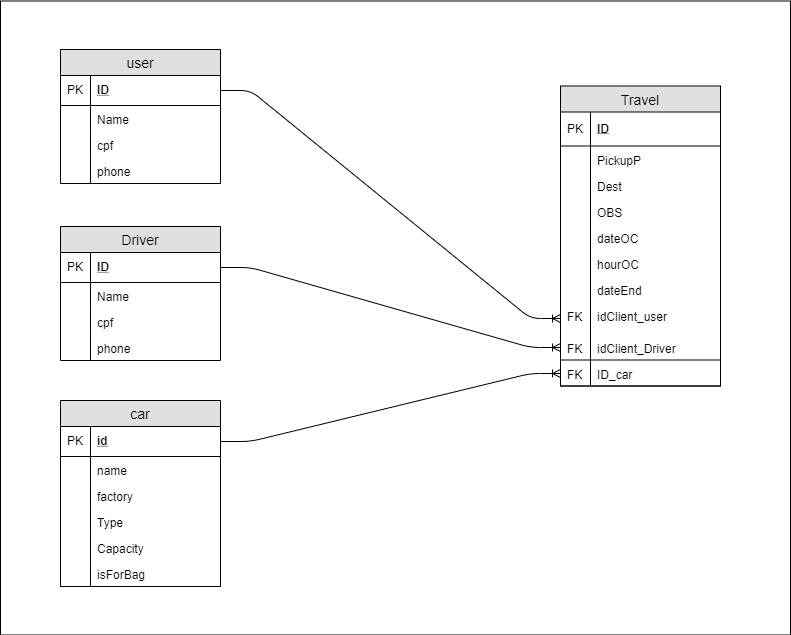 user
PK ID
Name
cpf
phone
Driver
PK ID
Name
cpf
phone
car
PK id
name
factory
Type
Capacity
isForBag
Travel
PK ID
PickupP
Dest
OBS
dateOC
hourOC
dateEnd
FK idClient_user
FK idClient_Driver
FK ID_car